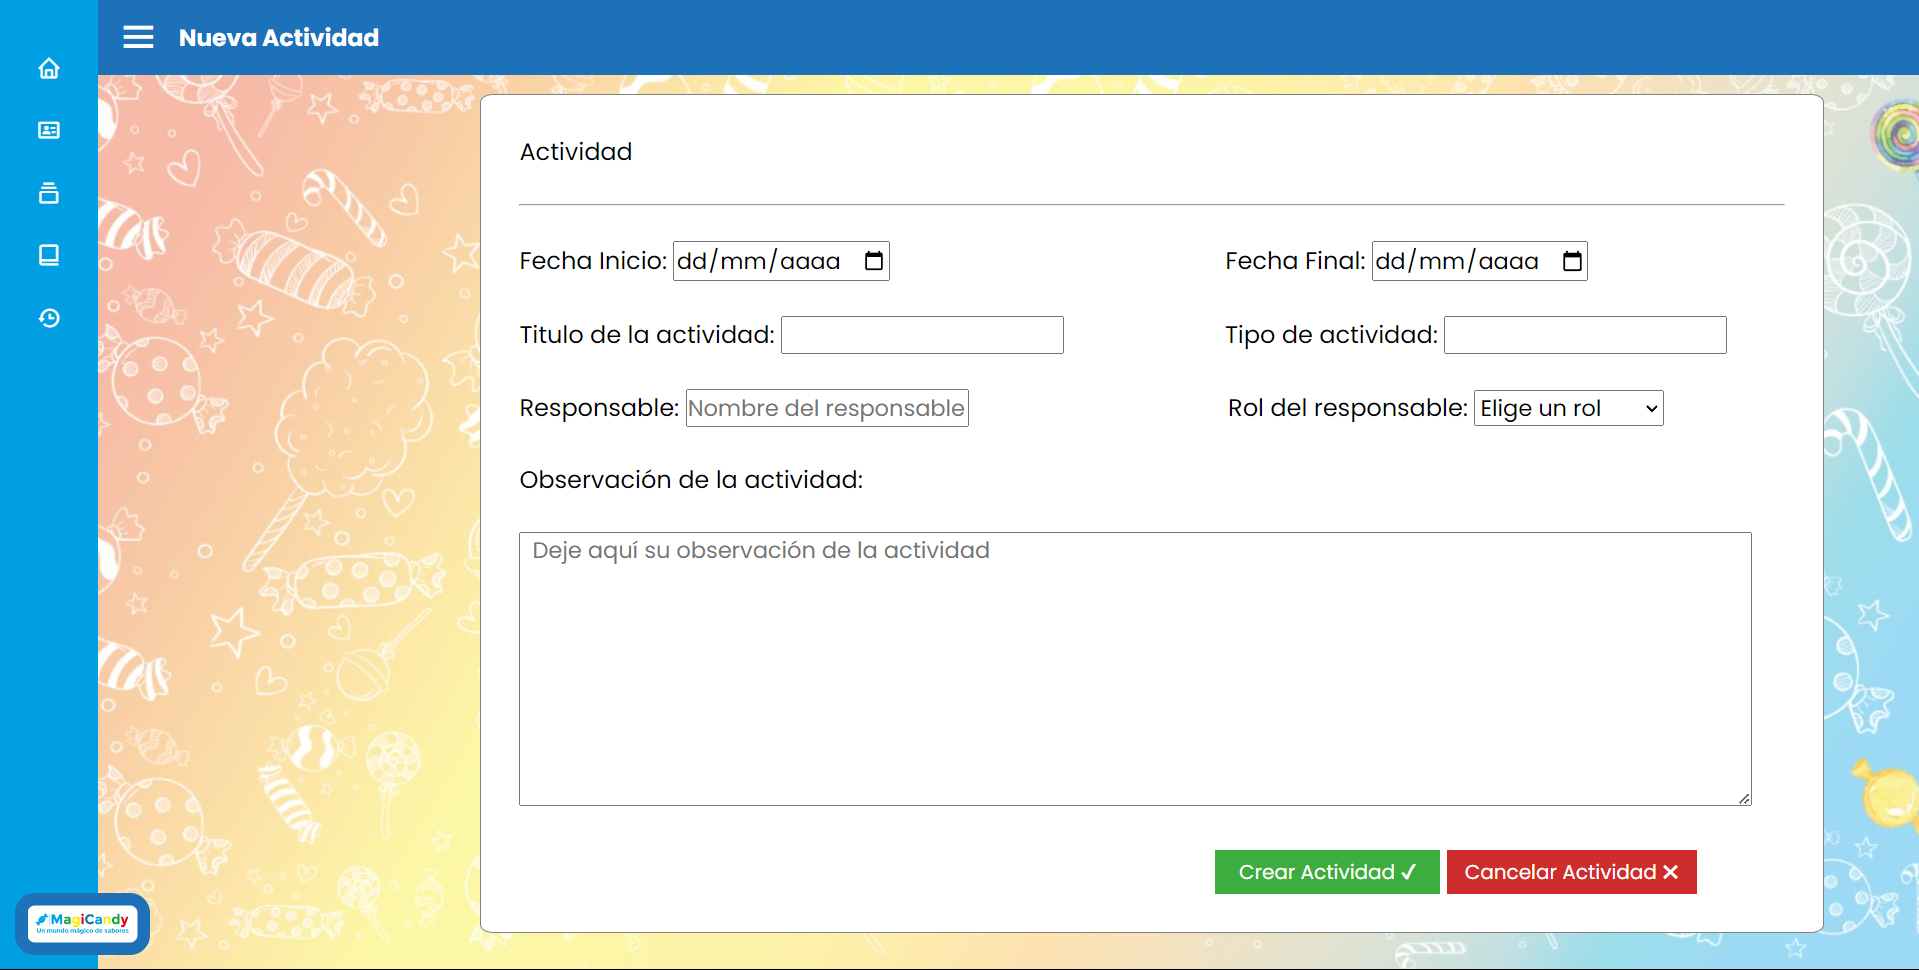 Nueva Actividad
Actividad
Fecha Inicio: dd/mm/aaaa
Fecha Final: dd/mm/aaaa
Titulo de la actividad:
Tipo de actividad:
Responsable: Nombre del responsable
Rol del responsable: Elige un rol
Observación de la actividad:
Deje aquí su observación de la actividad
Crear Actividad ✓
Cancelar Actividad ✕
MagiCandy
Un mundo mágico de sabores